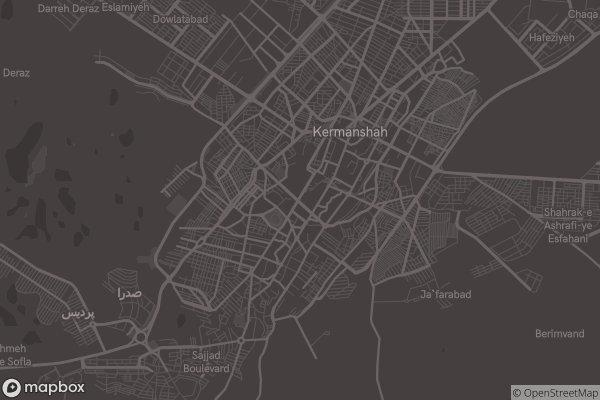 Darreh Deraz
Eslamiyeh
Dowlatabad
Chaqa
Hafeziyeh
Deraz
Kermanshah
Shahrak-e
Ashrafi-ye
Esfahani
صدرا
پردیس
Ja`farabad
Berimvand
hmeh
e Sofla
Sajjad
Boulevard
mapbox
© OpenStreetMap